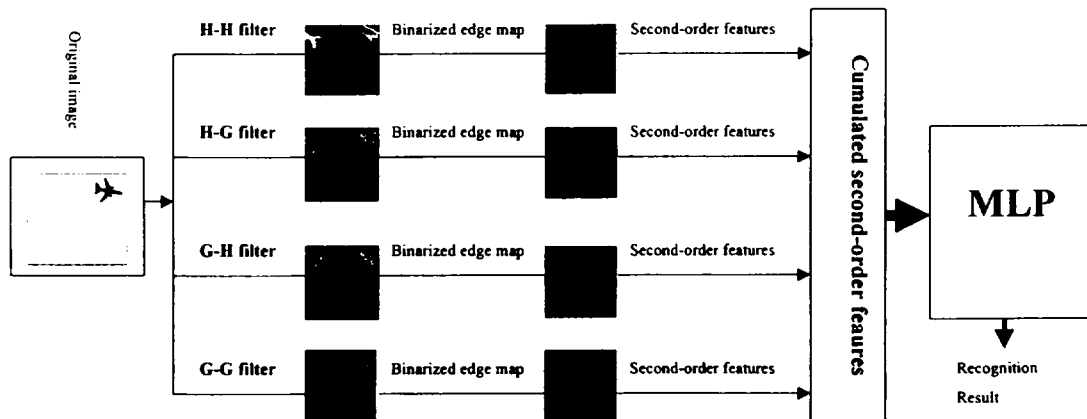 Original image
H-H filter
Binarized edge map
Second-order features
H-G filter
Binarized edge map
Second-order features
G-H filter
Binarized edge map
Second-order features
G-G filter
Binarized edge map
Second-order features
Cumulated second-order feaures
MLP
Recognition
Result